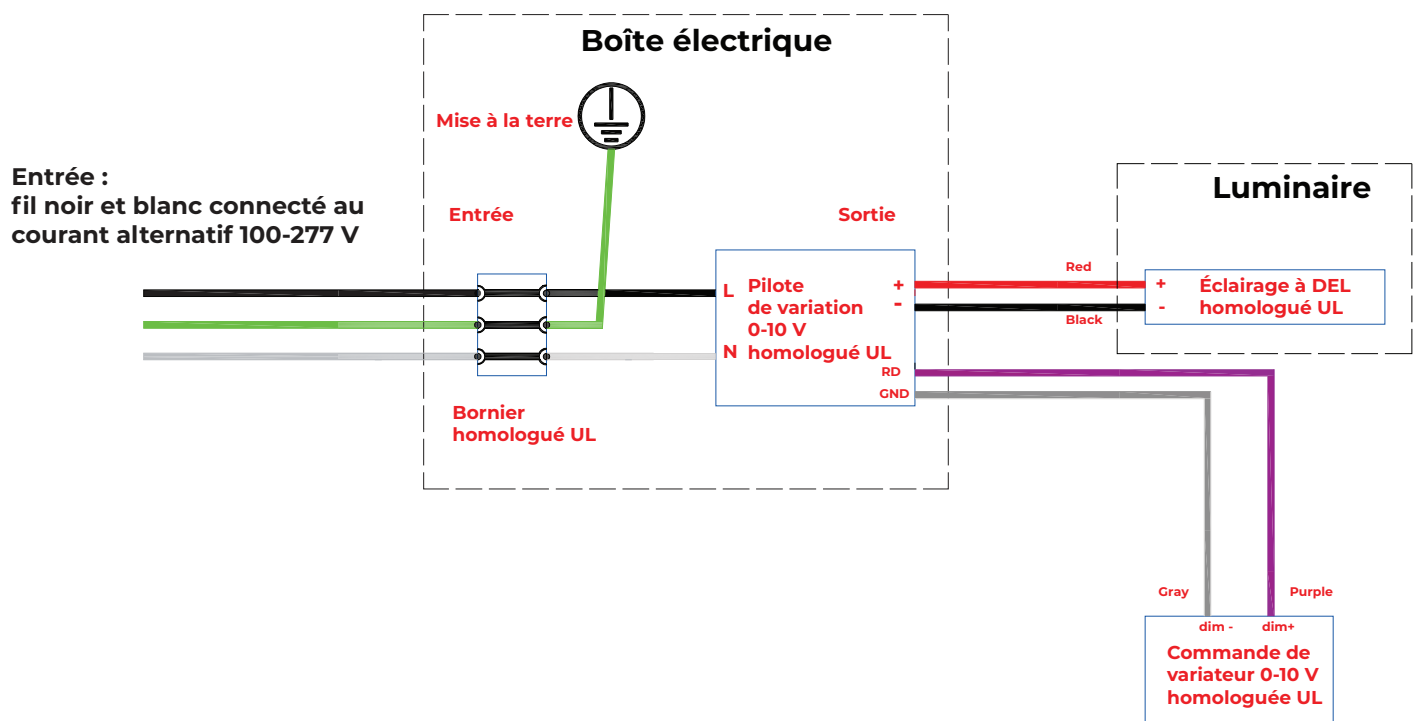 Boîte électrique
Mise à la terre
Entrée :
fil noir et blanc connecté au
courant alternatif 100-277 V
Entrée
Sortie
Luminaire
L
Pilote
de variation
0-10 V
homologué UL
N
+
-
RD
GND
Red
Black
+
-
Éclairage à DEL
homologué UL
Bornier
homologué UL
Gray
Purple
dim -
dim+
Commande de
variateur 0-10 V
homologuée UL